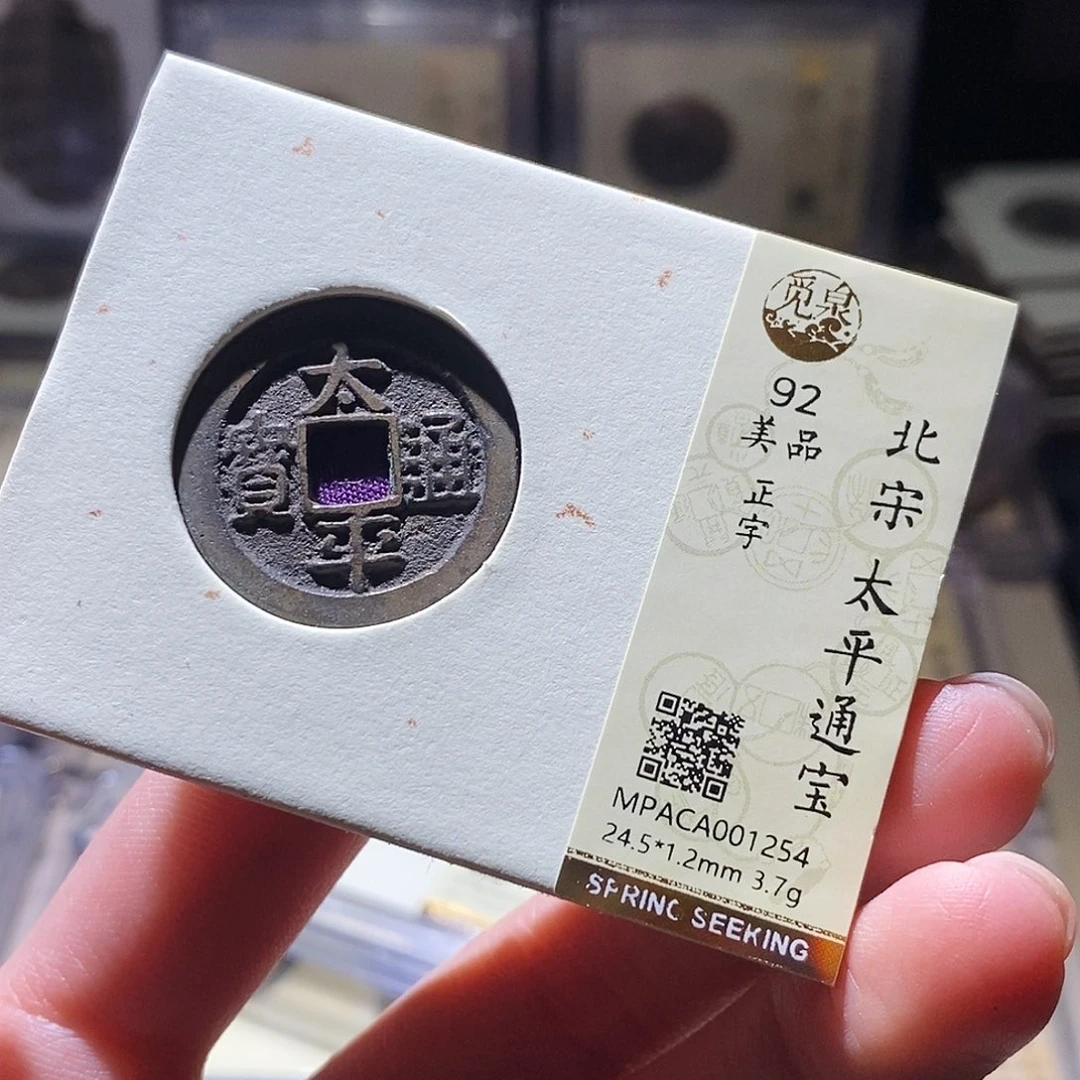 太
平
通
寶
觅泉
92
美品
正字
北宋 太平通宝
MPACA001254
24.5*1.2mm 3.7g
SPRING SEEKING